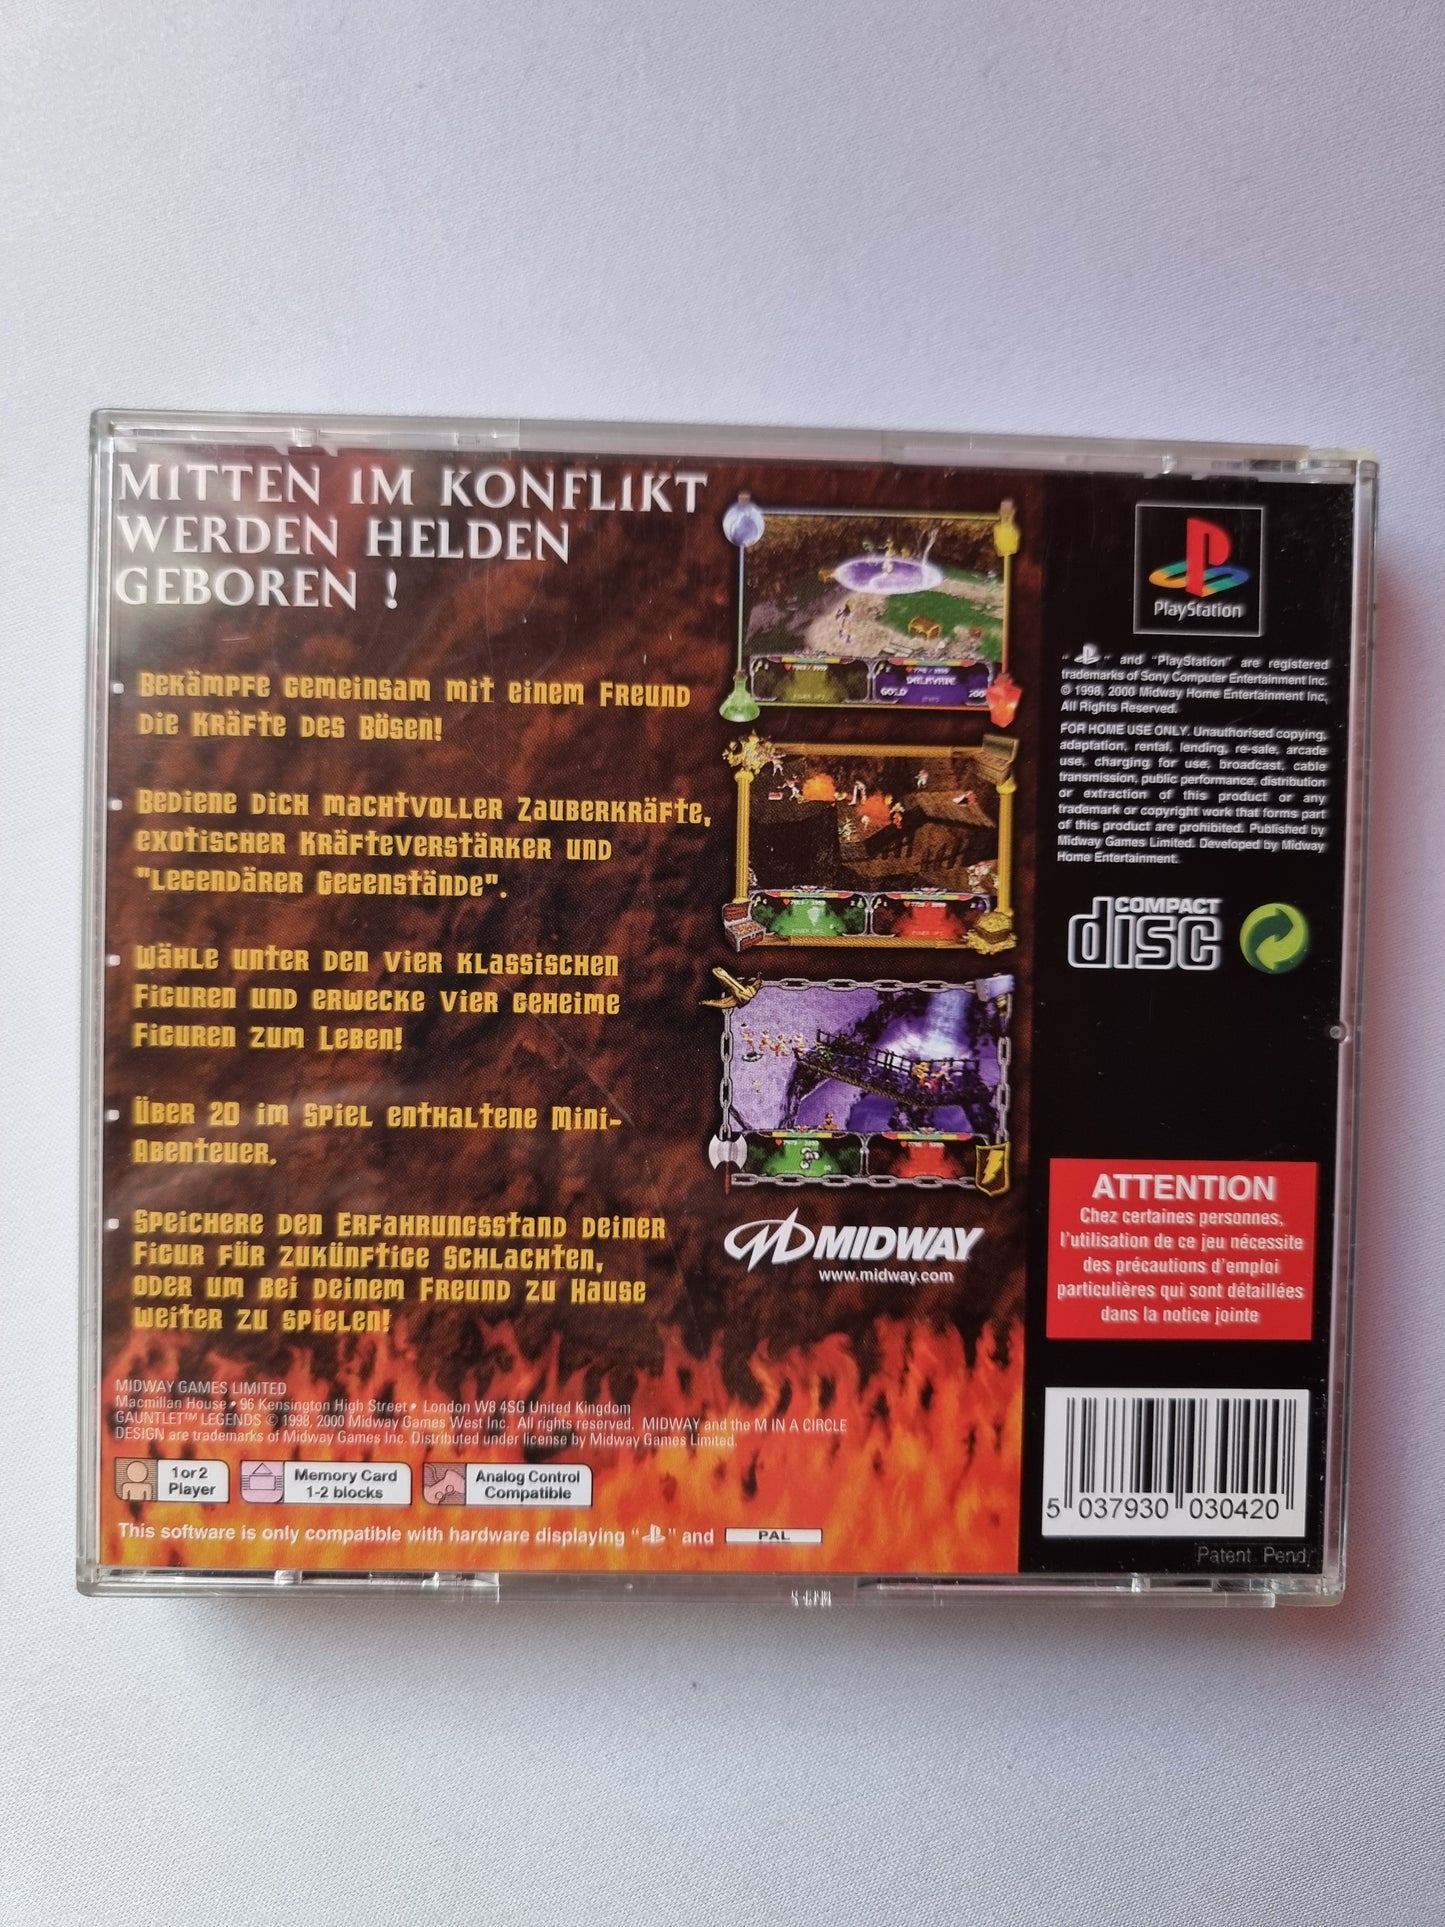 MITTEN IM KONFLIKT
WERDEN HELDEN
GEBOREN !
Bekämpfe gemeinsam mit einem Freund
die Kräfte des Bösen!
Bediene dich machtvoller Zauberkräfte,
exotischer Kräfteverstärker und
"Legendärer Gegenstände".
Wähle unter den vier klassischen
Figuren und erwecke vier geheime
Figuren zum Leben!
Über 20 im Spiel enthaltene Mini-
Abenteuer.
Speichere den Erfahrungsstand deiner
Figur für zukünftige Schlachten,
oder um bei deinem Freund zu Hause
weiter zu spielen!
VALKYRIE
GOLD
MIDWAY
www.midway.com
MIDWAY GAMES LIMITED
Macmillan House • 96 Kensington High Street • London W8 4SG United Kingdom
GAUNTLET™ LEGENDS © 1998, 2000 Midway Games West Inc. All rights reserved. MIDWAY and the M IN A CIRCLE
DESIGN are trademarks of Midway Games Inc. Distributed under license by Midway Games Limited.
1 or 2
Player
Memory Card
1-2 blocks
Analog Control
Compatible
This software is only compatible with hardware displaying " " and PAL
PlayStation
" " and "PlayStation" are registered
trademarks of Sony Computer Entertainment Inc.
© 1998, 2000 Midway Home Entertainment Inc,
All Rights Reserved.
FOR HOME USE ONLY. Unauthorised copying,
adaptation, rental, lending, re-sale, arcade
use, charging for use, broadcast, cable
transmission, public performance, distribution
or extraction of this product or any
trademark or copyright work that forms part
of this product are prohibited. Published by
Midway Games Limited. Developed by Midway
Home Entertainment.
COMPACT
disc
ATTENTION
Chez certaines personnes,
l'utilisation de ce jeu nécessite
des précautions d'emploi
particulières qui sont détaillées
dans la notice jointe
5 037930 030420
Patent Pend